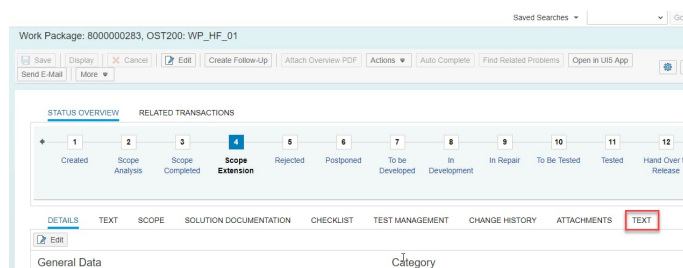 Saved Searches
Work Package: 8000000283, OST200: WP_HF_01
Save Display Cancel Edit Create Follow-Up Attach Overview PDF Actions Auto Complete Find Related Problems Open in UI5 App
Send E-Mail More
STATUS OVERVIEW RELATED TRANSACTIONS
1 2 3 4 5 6 7 8 9 10 11 12
Created Scope Scope Scope Rejected Postponed To be In In Repair To Be Tested Tested Hand Over
Analysis Completed Extension Developed Development Release
DETAILS TEXT SCOPE SOLUTION DOCUMENTATION CHECKLIST TEST MANAGEMENT CHANGE HISTORY ATTACHMENTS TEXT
Edit
General Data Category